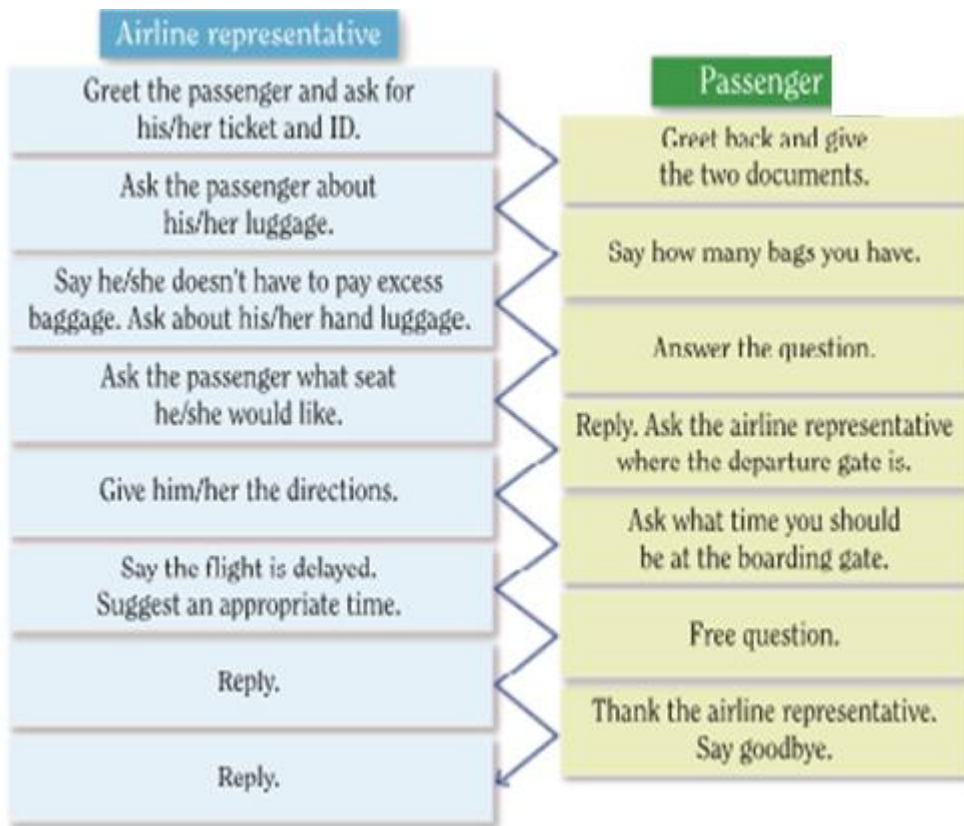 Airline representative
Greet the passenger and ask for
his/her ticket and ID.
Ask the passenger about
his/her luggage.
Say he/she doesn't have to pay excess
baggage. Ask about his/her hand luggage.
Ask the passenger what seat
he/she would like.
Give him/her the directions.
Say the flight is delayed.
Suggest an appropriate time.
Reply.
Reply.
Passenger
Greet back and give
the two documents.
Say how many bags you have.
Answer the question.
Reply. Ask the airline representative
where the departure gate is.
Ask what time you should
be at the boarding gate.
Free question.
Thank the airline representative.
Say goodbye.